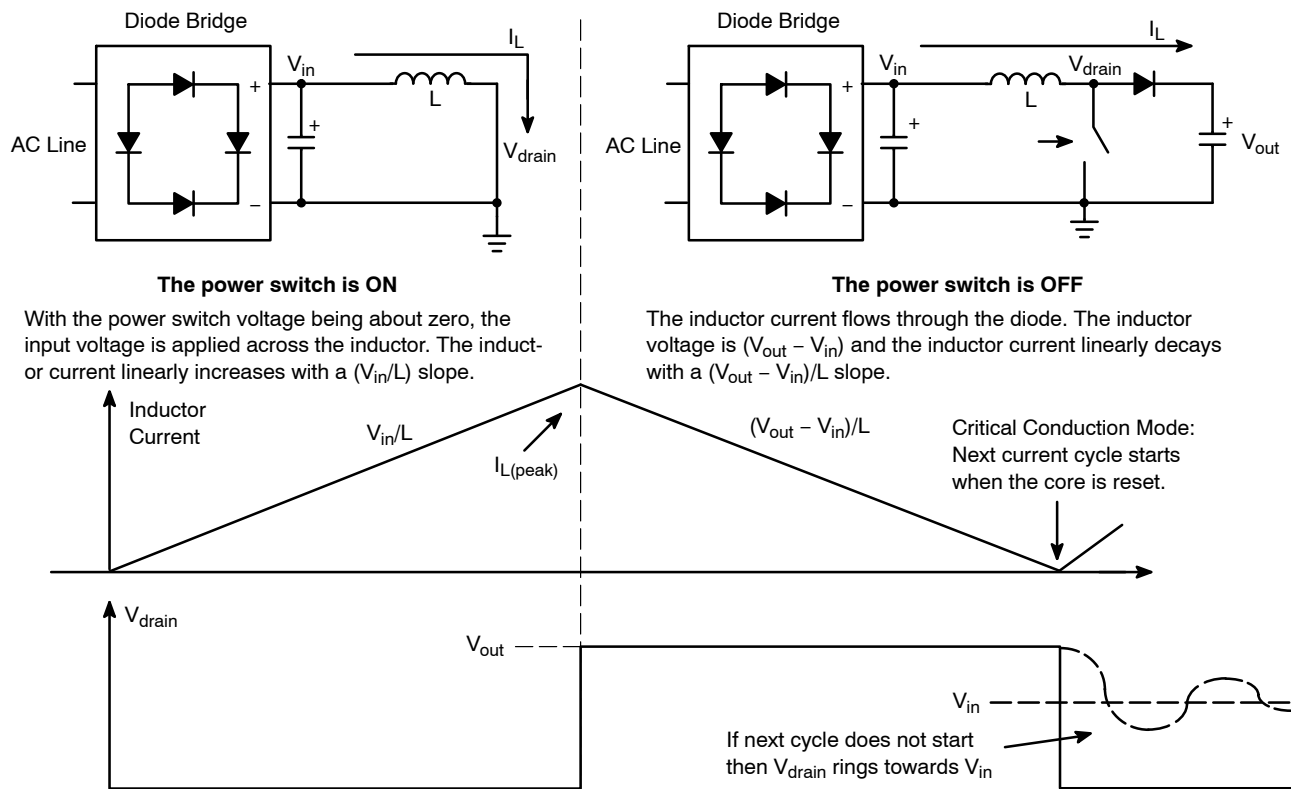 Diode Bridge
I_L
V_in
+
+
L
AC Line
V_drain
−
The power switch is ON
With the power switch voltage being about zero, the
input voltage is applied across the inductor. The induct-
or current linearly increases with a (V_in/L) slope.
Diode Bridge
I_L
V_in
V_drain
+
+
L
+
AC Line
V_out
−
The power switch is OFF
The inductor current flows through the diode. The inductor
voltage is (V_out − V_in) and the inductor current linearly decays
with a (V_out − V_in)/L slope.
Inductor
Current
V_in/L
I_L(peak)
(V_out − V_in)/L
Critical Conduction Mode:
Next current cycle starts
when the core is reset.
V_drain
V_out
V_in
If next cycle does not start
then V_drain rings towards V_in